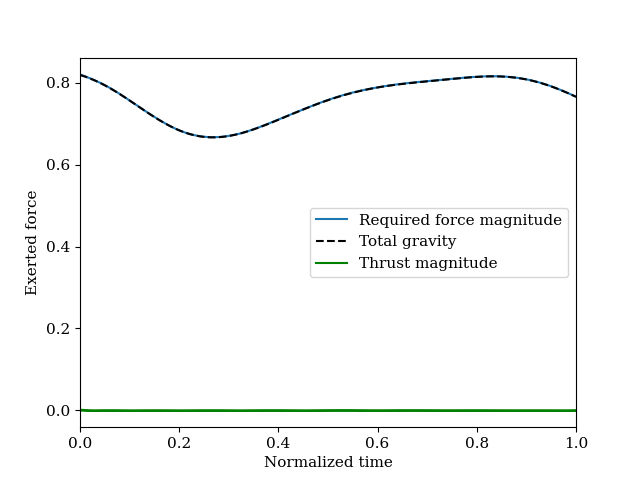 0.8
0.6
0.4
0.2
0.0
Exerted force
Required force magnitude
Total gravity
Thrust magnitude
0.0 0.2 0.4 0.6 0.8 1.0
Normalized time